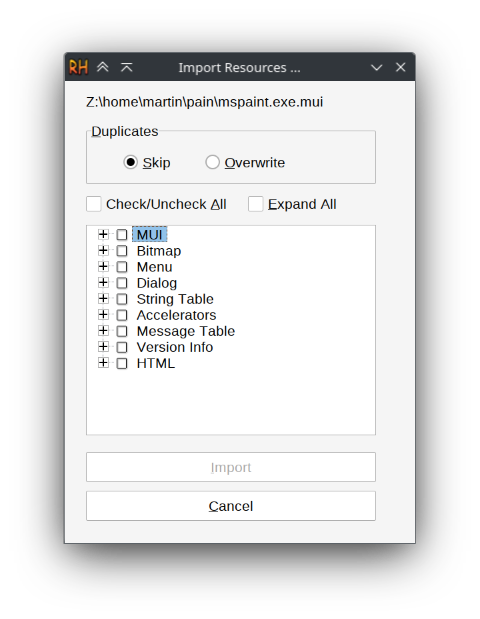 RH Import Resources ...
Z:\home\martin\pain\mspaint.exe.mui
Duplicates
Skip Overwrite
Check/Uncheck All Expand All
MUI
Bitmap
Menu
Dialog
String Table
Accelerators
Message Table
Version Info
HTML
Import
Cancel